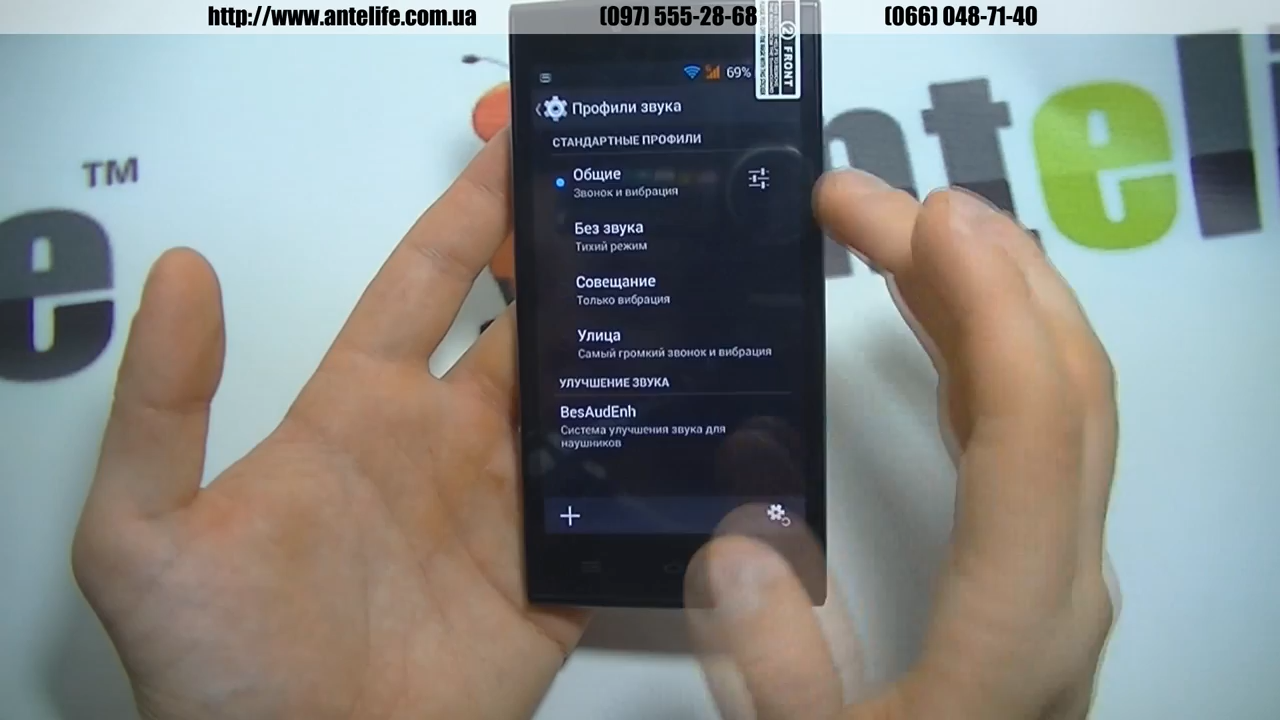 http://www.antelife.com.ua (097) 555-28-68 (066) 048-71-40
69%
② FRONT
Профили звука
СТАНДАРТНЫЕ ПРОФИЛИ
Общие
Звонок и вибрация
Без звука
Тихий режим
Совещание
Только вибрация
Улица
Самый громкий звонок и вибрация
УЛУЧШЕНИЕ ЗВУКА
BesAudEnh
Система улучшения звука для
наушников
TM
e
nteli